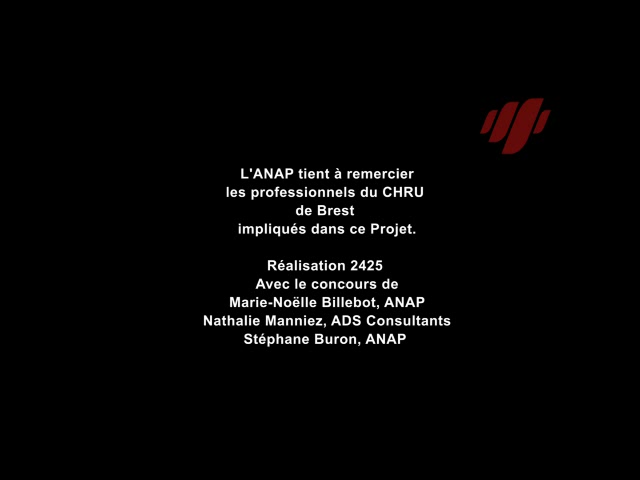 L'ANAP tient à remercier
les professionnels du CHRU
de Brest
impliqués dans ce Projet.
Réalisation 2425
Avec le concours de
Marie-Noëlle Billebot, ANAP
Nathalie Manniez, ADS Consultants
Stéphane Buron, ANAP